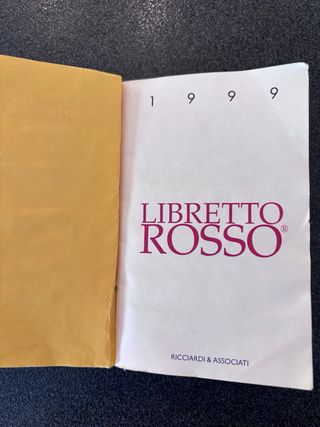 1 9 9 9
LIBRETTO
ROSSO®
RICCIARDI & ASSOCIATI